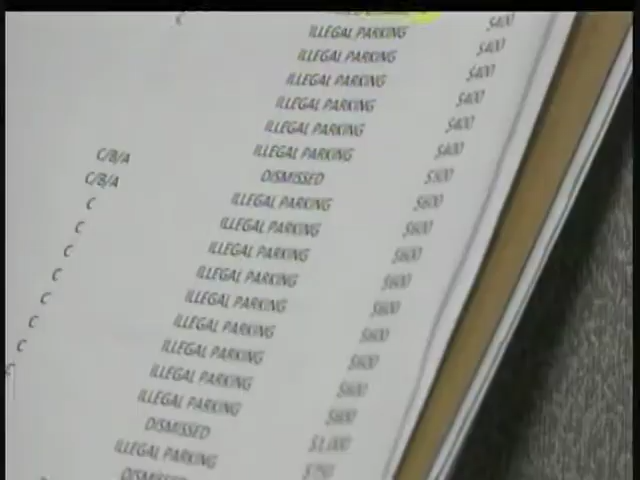 $400
C ILLEGAL PARKING $400
ILLEGAL PARKING $400
ILLEGAL PARKING $400
ILLEGAL PARKING $400
ILLEGAL PARKING $400
ILLEGAL PARKING $500
C/B/A DISMISSED $600
C/B/A ILLEGAL PARKING $600
C ILLEGAL PARKING $600
C ILLEGAL PARKING $600
C ILLEGAL PARKING $600
C ILLEGAL PARKING $600
C ILLEGAL PARKING $600
C ILLEGAL PARKING $600
C ILLEGAL PARKING $600
C ILLEGAL PARKING $1,000
DISMISSED $750
ILLEGAL PARKING
DISMISSED